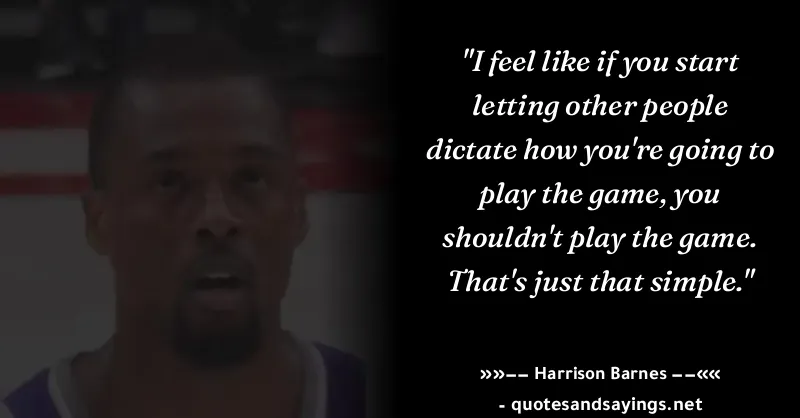 "I feel like if you start
letting other people
dictate how you're going to
play the game, you
shouldn't play the game.
That's just that simple."
»»–– Harrison Barnes ––««
- quotesandsayings.net